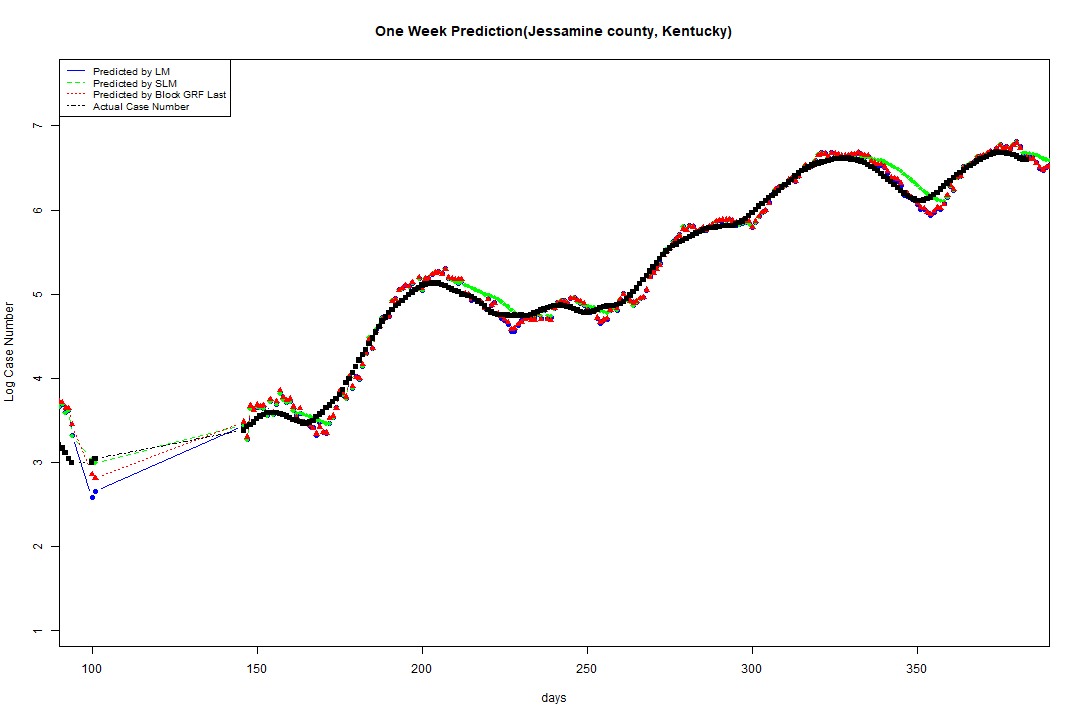 One Week Prediction(Jessamine county, Kentucky)
Predicted by LM
Predicted by SLM
Predicted by Block GRF Last
Actual Case Number
Log Case Number
7
6
5
4
3
2
1
100 150 200 250 300 350
days